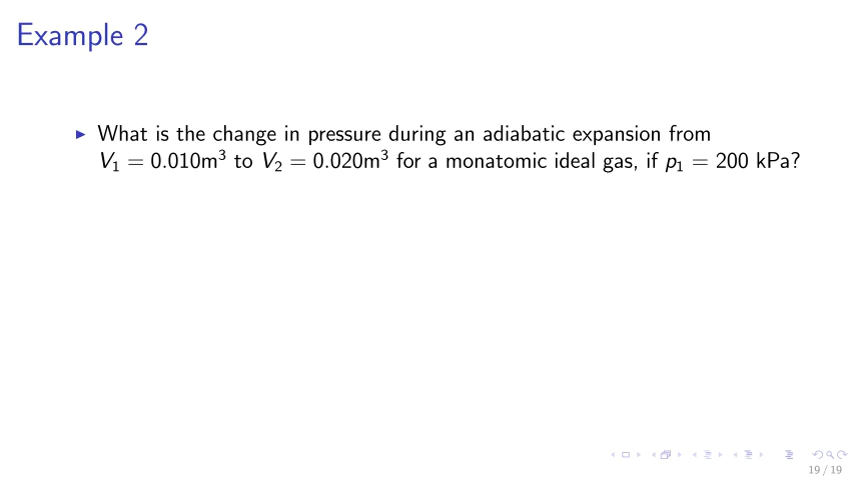 Example 2
▶ What is the change in pressure during an adiabatic expansion from
V₁ = 0.010m³ to V₂ = 0.020m³ for a monatomic ideal gas, if p₁ = 200 kPa?
19 / 19